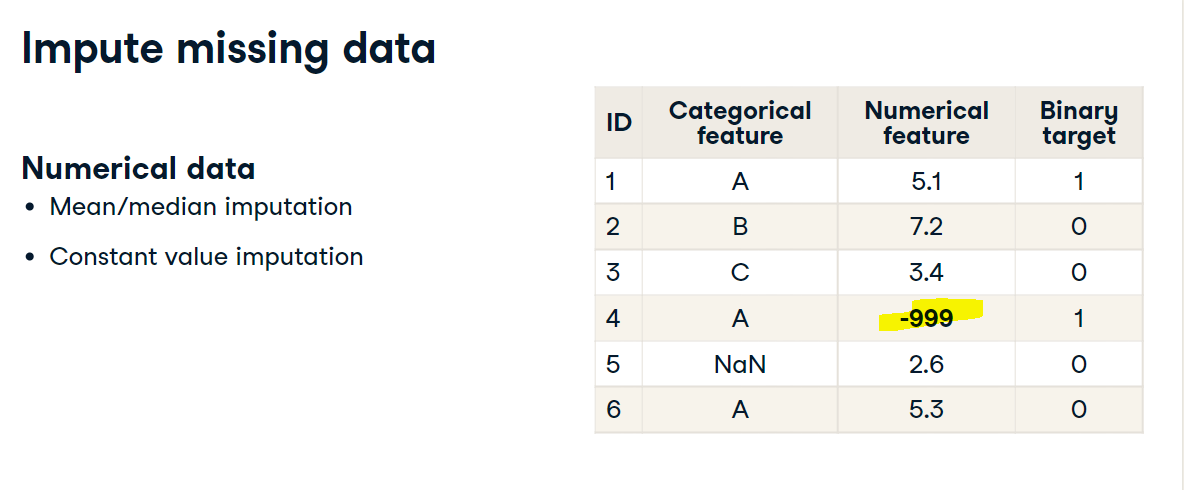 Impute missing data
Numerical data
• Mean/median imputation
• Constant value imputation
ID Categorical feature Numerical feature Binary target
1 A 5.1 1
2 B 7.2 0
3 C 3.4 0
4 A -999 1
5 NaN 2.6 0
6 A 5.3 0